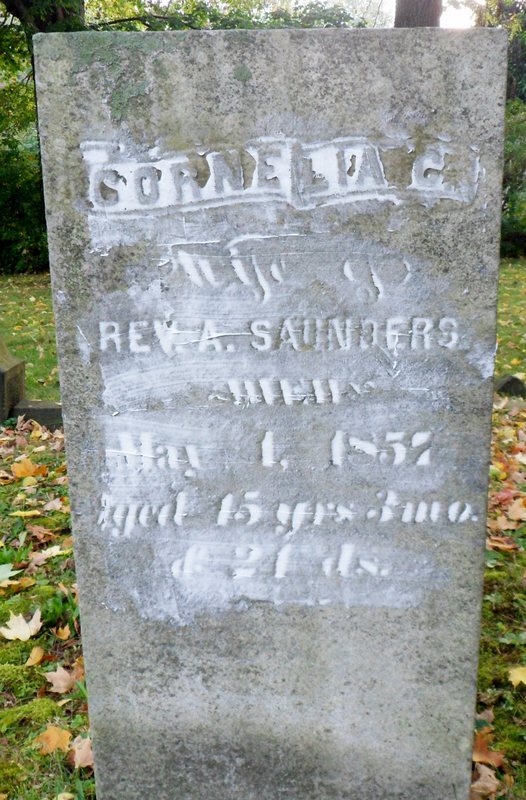 CORNELIA C.
Wife of
REV. A. SAUNDERS
DIED
May 1, 1857
Aged 45 yrs 3 mo.
& 21 ds.